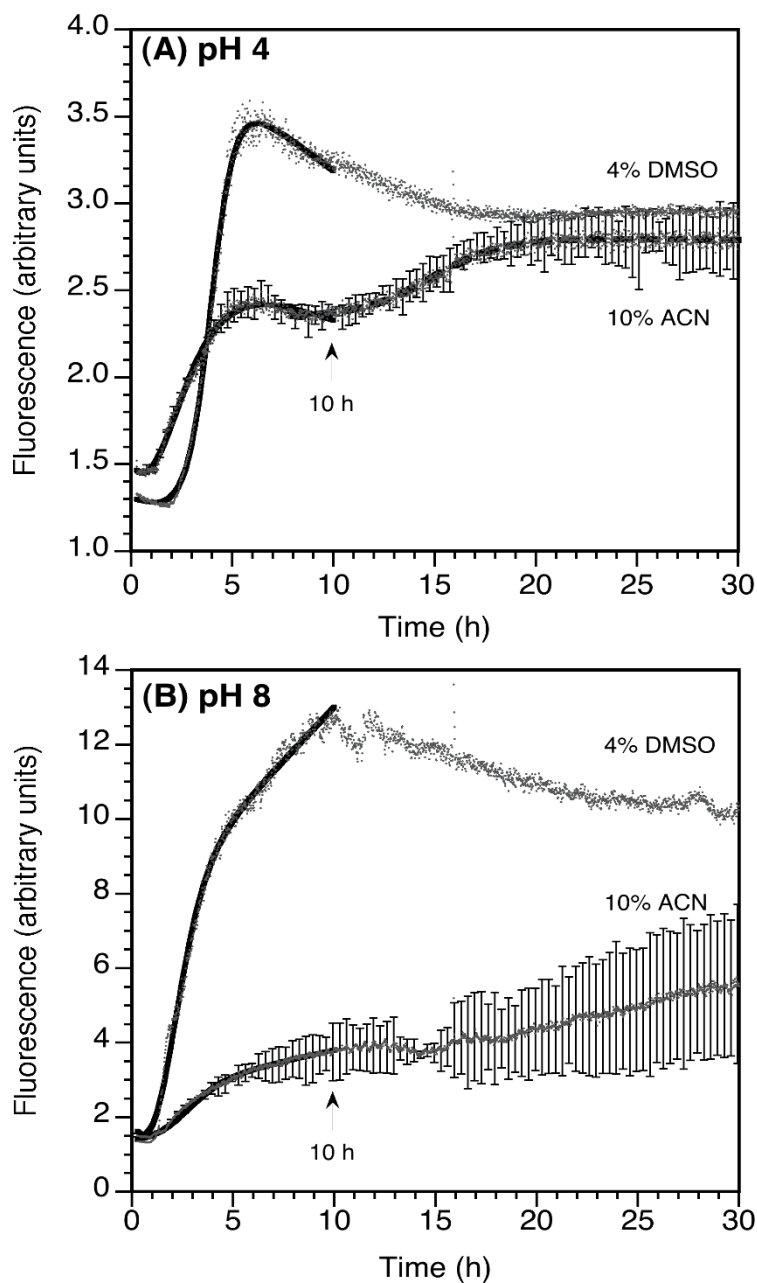 (A) pH 4
4.0
3.5
3.0
2.5
2.0
1.5
1.0
Fluorescence (arbitrary units)
4% DMSO
10% ACN
10 h
0 5 10 15 20 25 30
Time (h)
(B) pH 8
14
12
10
8
6
4
2
0
Fluorescence (arbitrary units)
4% DMSO
10% ACN
10 h
0 5 10 15 20 25 30
Time (h)